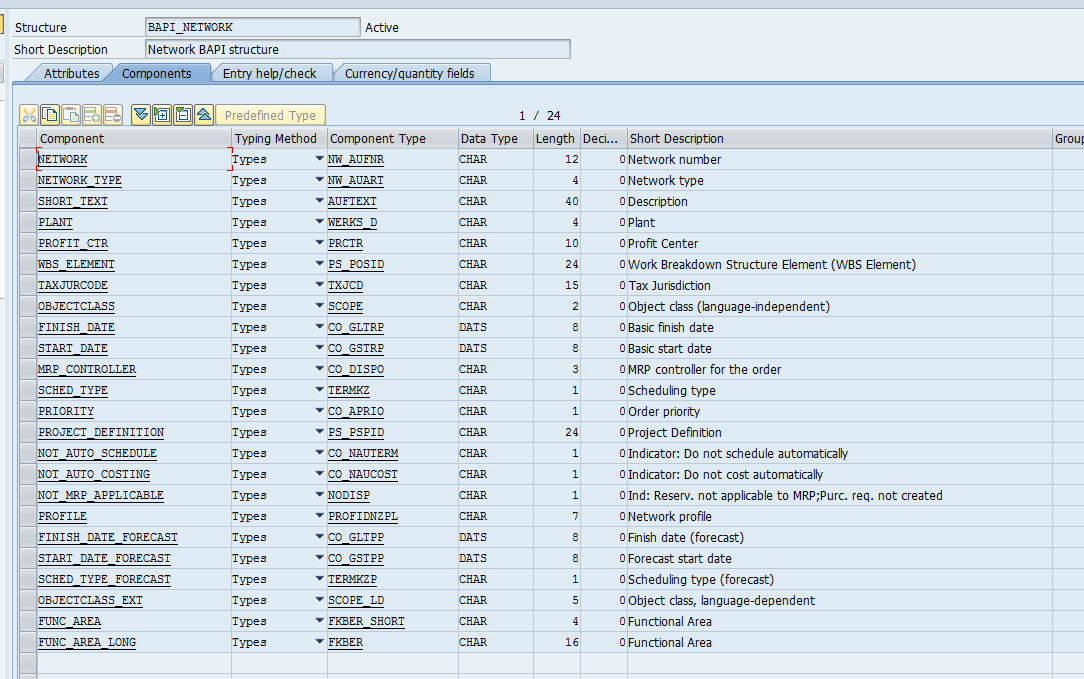 Structure BAPI_NETWORK Active
Short Description Network BAPI structure
Attributes Components Entry help/check Currency/quantity fields
Predefined Type 1 / 24
Component Typing Method Component Type Data Type Length Deci... Short Description Group
NETWORK Types NW_AUFNR CHAR 12 0 Network number
NETWORK_TYPE Types NW_AUART CHAR 4 0 Network type
SHORT_TEXT Types AUFTEXT CHAR 40 0 Description
PLANT Types WERKS_D CHAR 4 0 Plant
PROFIT_CTR Types PRCTR CHAR 10 0 Profit Center
WBS_ELEMENT Types PS_POSID CHAR 24 0 Work Breakdown Structure Element (WBS Element)
TAXJURCODE Types TXJCD CHAR 15 0 Tax Jurisdiction
OBJECTCLASS Types SCOPE CHAR 2 0 Object class (language-independent)
FINISH_DATE Types CO_GLTRP DATS 8 0 Basic finish date
START_DATE Types CO_GSTRP DATS 8 0 Basic start date
MRP_CONTROLLER Types CO_DISPO CHAR 3 0 MRP controller for the order
SCHED_TYPE Types TERMKZ CHAR 1 0 Scheduling type
PRIORITY Types CO_APRIO CHAR 1 0 Order priority
PROJECT_DEFINITION Types PS_PSPID CHAR 24 0 Project Definition
NOT_AUTO_SCHEDULE Types CO_NAUTERM CHAR 1 0 Indicator: Do not schedule automatically
NOT_AUTO_COSTING Types CO_NAUCOST CHAR 1 0 Indicator: Do not cost automatically
NOT_MRP_APPLICABLE Types NODISP CHAR 1 0 Ind: Reserv. not applicable to MRP;Purc. req. not created
PROFILE Types PROFIDNZPL CHAR 7 0 Network profile
FINISH_DATE_FORECAST Types CO_GLTPP DATS 8 0 Finish date (forecast)
START_DATE_FORECAST Types CO_GSTPP DATS 8 0 Forecast start date
SCHED_TYPE_FORECAST Types TERMKZP CHAR 1 0 Scheduling type (forecast)
OBJECTCLASS_EXT Types SCOPE_LD CHAR 5 0 Object class, language-dependent
FUNC_AREA Types FKBER_SHORT CHAR 4 0 Functional Area
FUNC_AREA_LONG Types FKBER CHAR 16 0 Functional Area